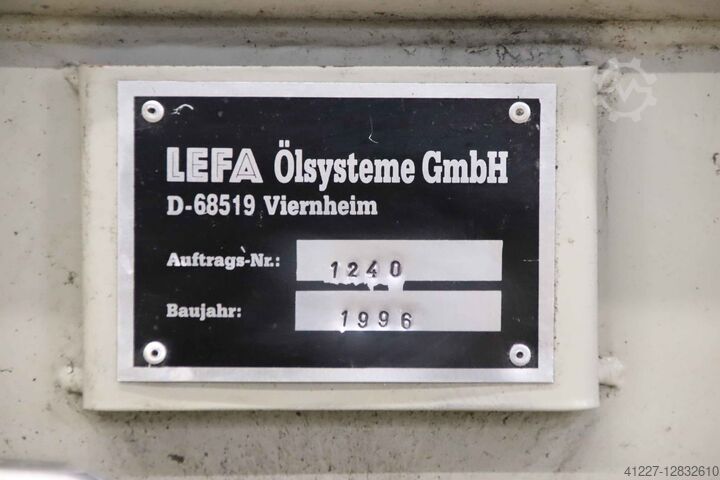 LEFA Ölsysteme GmbH
D-68519 Viernheim
Auftrags-Nr.: 1240
Baujahr: 1996
41227-12832610